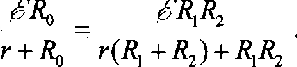 ℰR₀ / (r + R₀) = ℰR₁R₂ / (r(R₁ + R₂) + R₁R₂) .